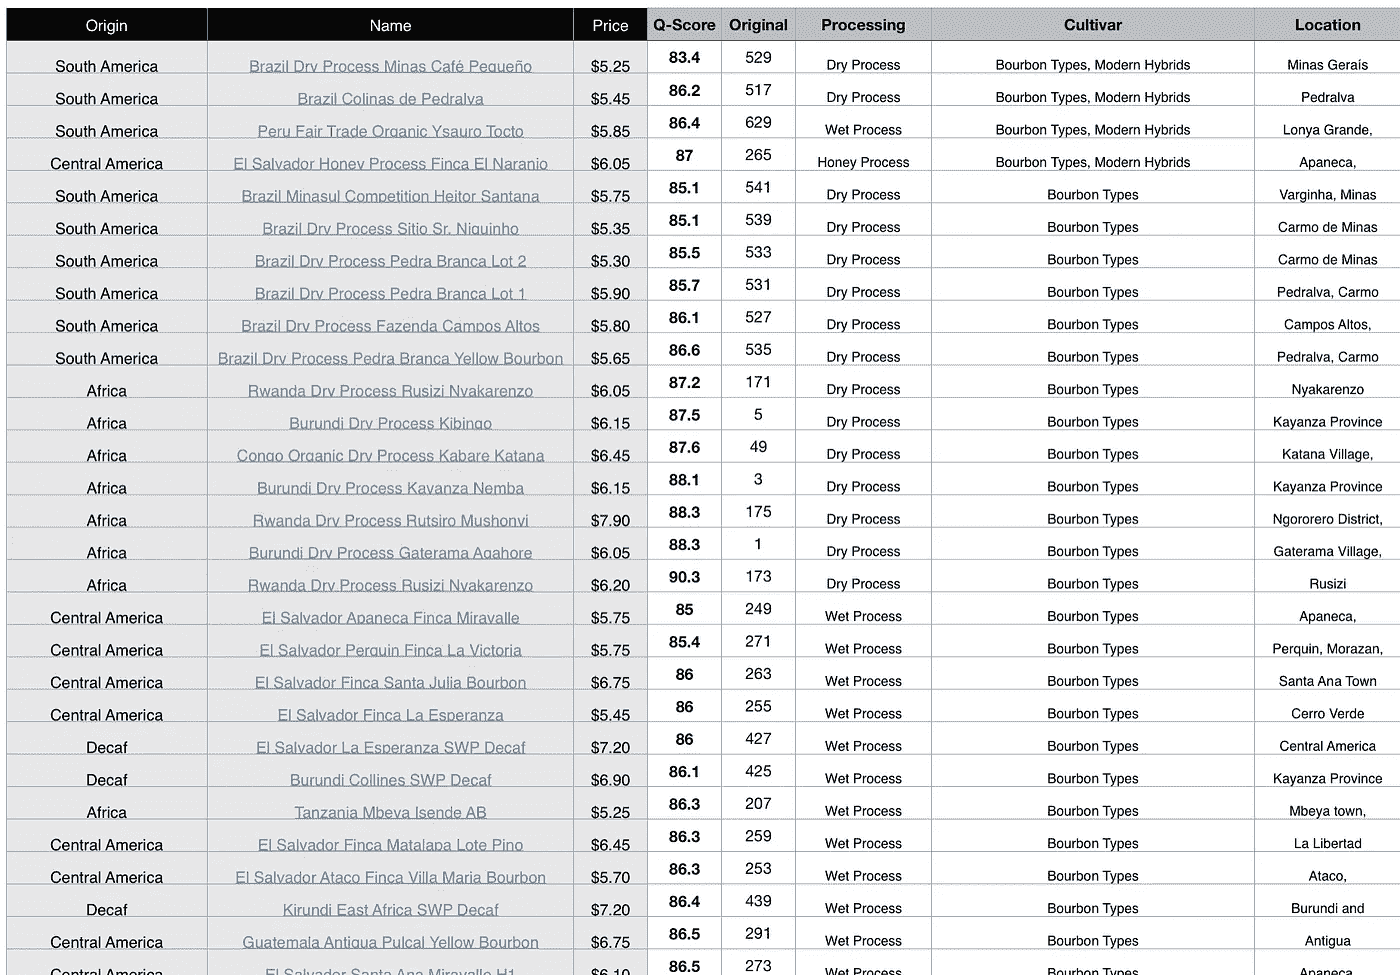 Origin Name Price Q-Score Original Processing Cultivar Location
South America Brazil Dry Process Minas Café Pequeño $5.25 83.4 529 Dry Process Bourbon Types, Modern Hybrids Minas Gerais
South America Brazil Colinas de Pedralva $5.45 86.2 517 Dry Process Bourbon Types, Modern Hybrids Pedralva
South America Peru Fair Trade Organic Ysauro Tocto $5.85 86.4 629 Wet Process Bourbon Types, Modern Hybrids Lonya Grande,
Central America El Salvador Honey Process Finca El Naranjo $6.05 87 265 Honey Process Bourbon Types, Modern Hybrids Apaneca,
South America Brazil Minasul Competition Heitor Santana $5.75 85.1 541 Dry Process Bourbon Types Varginha, Minas
South America Brazil Dry Process Sitio Sr. Niquinho $5.35 85.1 539 Dry Process Bourbon Types Carmo de Minas
South America Brazil Dry Process Pedra Branca Lot 2 $5.30 85.5 533 Dry Process Bourbon Types Carmo de Minas
South America Brazil Dry Process Pedra Branca Lot 1 $5.90 85.7 531 Dry Process Bourbon Types Pedralva, Carmo
South America Brazil Dry Process Fazenda Campos Altos $5.80 86.1 527 Dry Process Bourbon Types Campos Altos,
South America Brazil Dry Process Pedra Branca Yellow Bourbon $5.65 86.6 535 Dry Process Bourbon Types Pedralva, Carmo
Africa Rwanda Dry Process Rusizi Nyakarenzo $6.05 87.2 171 Dry Process Bourbon Types Nyakarenzo
Africa Burundi Dry Process Kibingo $6.15 87.5 5 Dry Process Bourbon Types Kayanza Province
Africa Congo Organic Dry Process Kabare Katana $6.45 87.6 49 Dry Process Bourbon Types Katana Village,
Africa Burundi Dry Process Kayanza Nemba $6.15 88.1 3 Dry Process Bourbon Types Kayanza Province
Africa Rwanda Dry Process Rutsiro Mushonyi $7.90 88.3 175 Dry Process Bourbon Types Ngororero District,
Africa Burundi Dry Process Gaterama Agahore $6.05 88.3 1 Dry Process Bourbon Types Gaterama Village,
Africa Rwanda Dry Process Rusizi Nyakarenzo $6.20 90.3 173 Dry Process Bourbon Types Rusizi
Central America El Salvador Apaneca Finca Miravalle $5.75 85 249 Wet Process Bourbon Types Apaneca,
Central America El Salvador Perquin Finca La Victoria $5.75 85.4 271 Wet Process Bourbon Types Perquin, Morazan,
Central America El Salvador Finca Santa Julia Bourbon $6.75 86 263 Wet Process Bourbon Types Santa Ana Town
Central America El Salvador Finca La Esperanza $5.45 86 255 Wet Process Bourbon Types Cerro Verde
Decaf El Salvador La Esperanza SWP Decaf $7.20 86 427 Wet Process Bourbon Types Central America
Decaf Burundi Collines SWP Decaf $6.90 86.1 425 Wet Process Bourbon Types Kayanza Province
Africa Tanzania Mbeya Isende AB $5.25 86.3 207 Wet Process Bourbon Types Mbeya town,
Central America El Salvador Finca Matalapa Lote Pino $6.45 86.3 259 Wet Process Bourbon Types La Libertad
Central America El Salvador Ataco Finca Villa Maria Bourbon $5.70 86.3 253 Wet Process Bourbon Types Ataco,
Decaf Kirundi East Africa SWP Decaf $7.20 86.4 439 Wet Process Bourbon Types Burundi and
Central America Guatemala Antigua Pulcal Yellow Bourbon $6.75 86.5 291 Wet Process Bourbon Types Antigua
Central America El Salvador Santa Ana Miravalle H1 $6.10 86.5 273 Wet Process Bourbon Types Apaneca